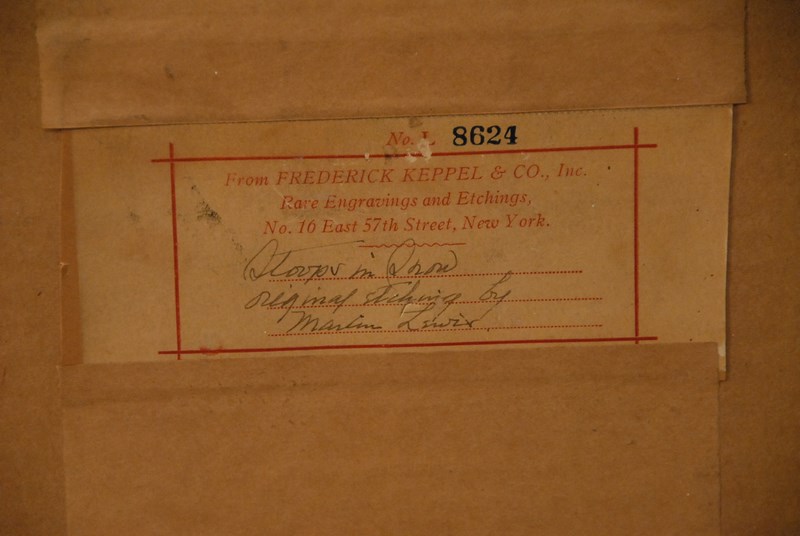 No. L 8624
From FREDERICK KEPPEL & CO., Inc.
Rare Engravings and Etchings,
No. 16 East 57th Street, New York.
Stoops in Snow
original etching by
Martin Lewis